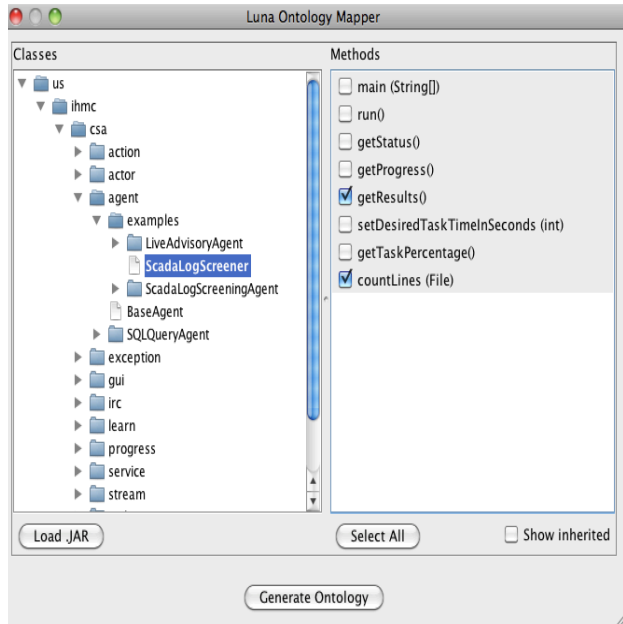 Luna Ontology Mapper
Classes
us
ihmc
csa
action
actor
agent
examples
LiveAdvisoryAgent
ScadaLogScreener
ScadaLogScreeningAgent
BaseAgent
SQLQueryAgent
exception
gui
irc
learn
progress
service
stream
Load .JAR
Methods
main (String[])
run()
getStatus()
getProgress()
getResults()
setDesiredTaskTimeInSeconds (int)
getTaskPercentage()
countLines (File)
Select All
Show inherited
Generate Ontology